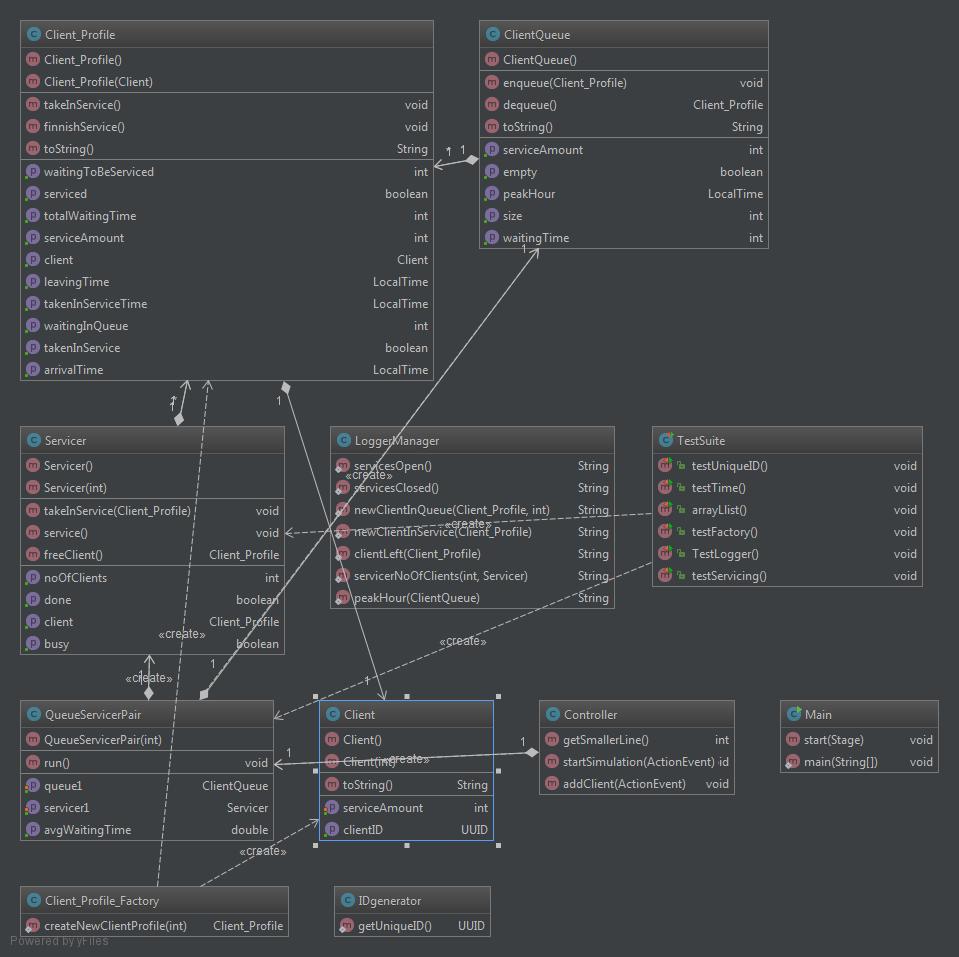 Client_Profile
Client_Profile()
Client_Profile(Client)
takeInService() void
finnishService() void
toString() String
waitingToBeServiced int
serviced boolean
totalWaitingTime int
serviceAmount int
client Client
leavingTime LocalTime
takenInServiceTime LocalTime
waitingInQueue int
takenInService boolean
arrivalTime LocalTime
ClientQueue
ClientQueue()
enqueue(Client_Profile) void
dequeue() Client_Profile
toString() String
serviceAmount int
empty boolean
peakHour LocalTime
size int
waitingTime int
* 1
1
1
1
Servicer
Servicer()
Servicer(int)
takeInService(Client_Profile) void
service() void
freeClient() Client_Profile
noOfClients int
done boolean
client Client_Profile
busy boolean
LoggerManager
servicesOpen() String
«create»
servicesClosed() String
newClientInQueue(Client_Profile, int) String
«create»
newClientInService(Client_Profile) String
clientLeft(Client_Profile) String
servicerNoOfClients(int, Servicer) String
peakHour(ClientQueue) String
TestSuite
testUniqueID() void
testTime() void
arrayLIst() void
testFactory() void
TestLogger() void
testServicing() void
«create»
«create»
«create»
1
1
QueueServicerPair
QueueServicerPair(int)
run() void
queue1 ClientQueue
servicer1 Servicer
avgWaitingTime double
Client
Client()
Client(int)
«create»
toString() String
serviceAmount int
clientID UUID
1
1
Controller
getSmallerLine() int
startSimulation(ActionEvent) id
addClient(ActionEvent) void
Main
start(Stage) void
main(String[]) void
«create»
Client_Profile_Factory
createNewClientProfile(int) Client_Profile
IDgenerator
getUniqueID() UUID
Powered by yFiles